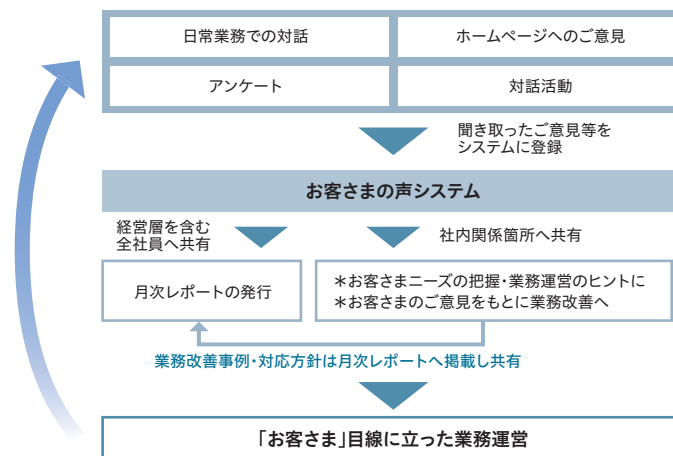 日常業務での対話
ホームページへのご意見
アンケート
対話活動
聞き取ったご意見等を
システムに登録
お客さまの声システム
経営層を含む
全社員へ共有
社内関係箇所へ共有
月次レポートの発行
＊お客さまニーズの把握・業務運営のヒントに
＊お客さまのご意見をもとに業務改善へ
業務改善事例・対応方針は月次レポートへ掲載し共有
「お客さま」目線に立った業務運営